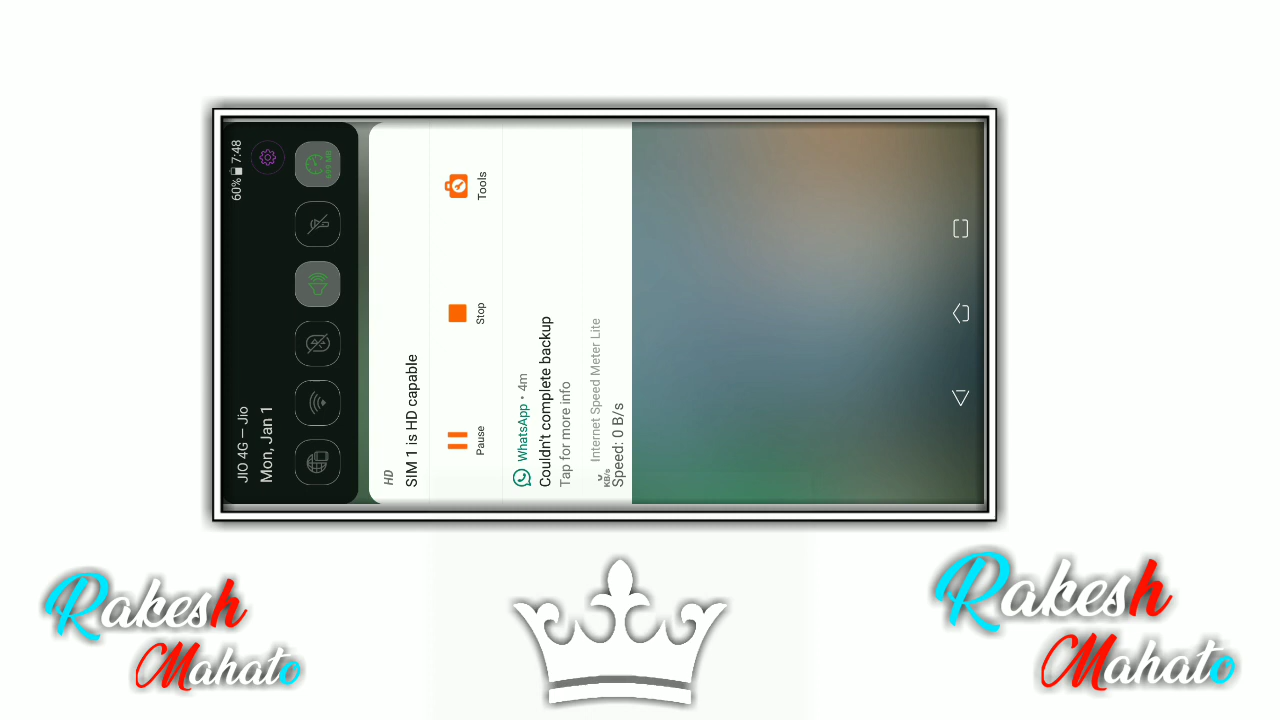 60% 7:48
JIO 4G — Jio
Mon, Jan 1
HD
SIM 1 is HD capable
Pause
Stop
Tools
WhatsApp • 4m
Couldn't complete backup
Tap for more info
KB/s
Internet Speed Meter Lite
Speed: 0 B/s
Rakesh
Mahato
Rakesh
Mahato